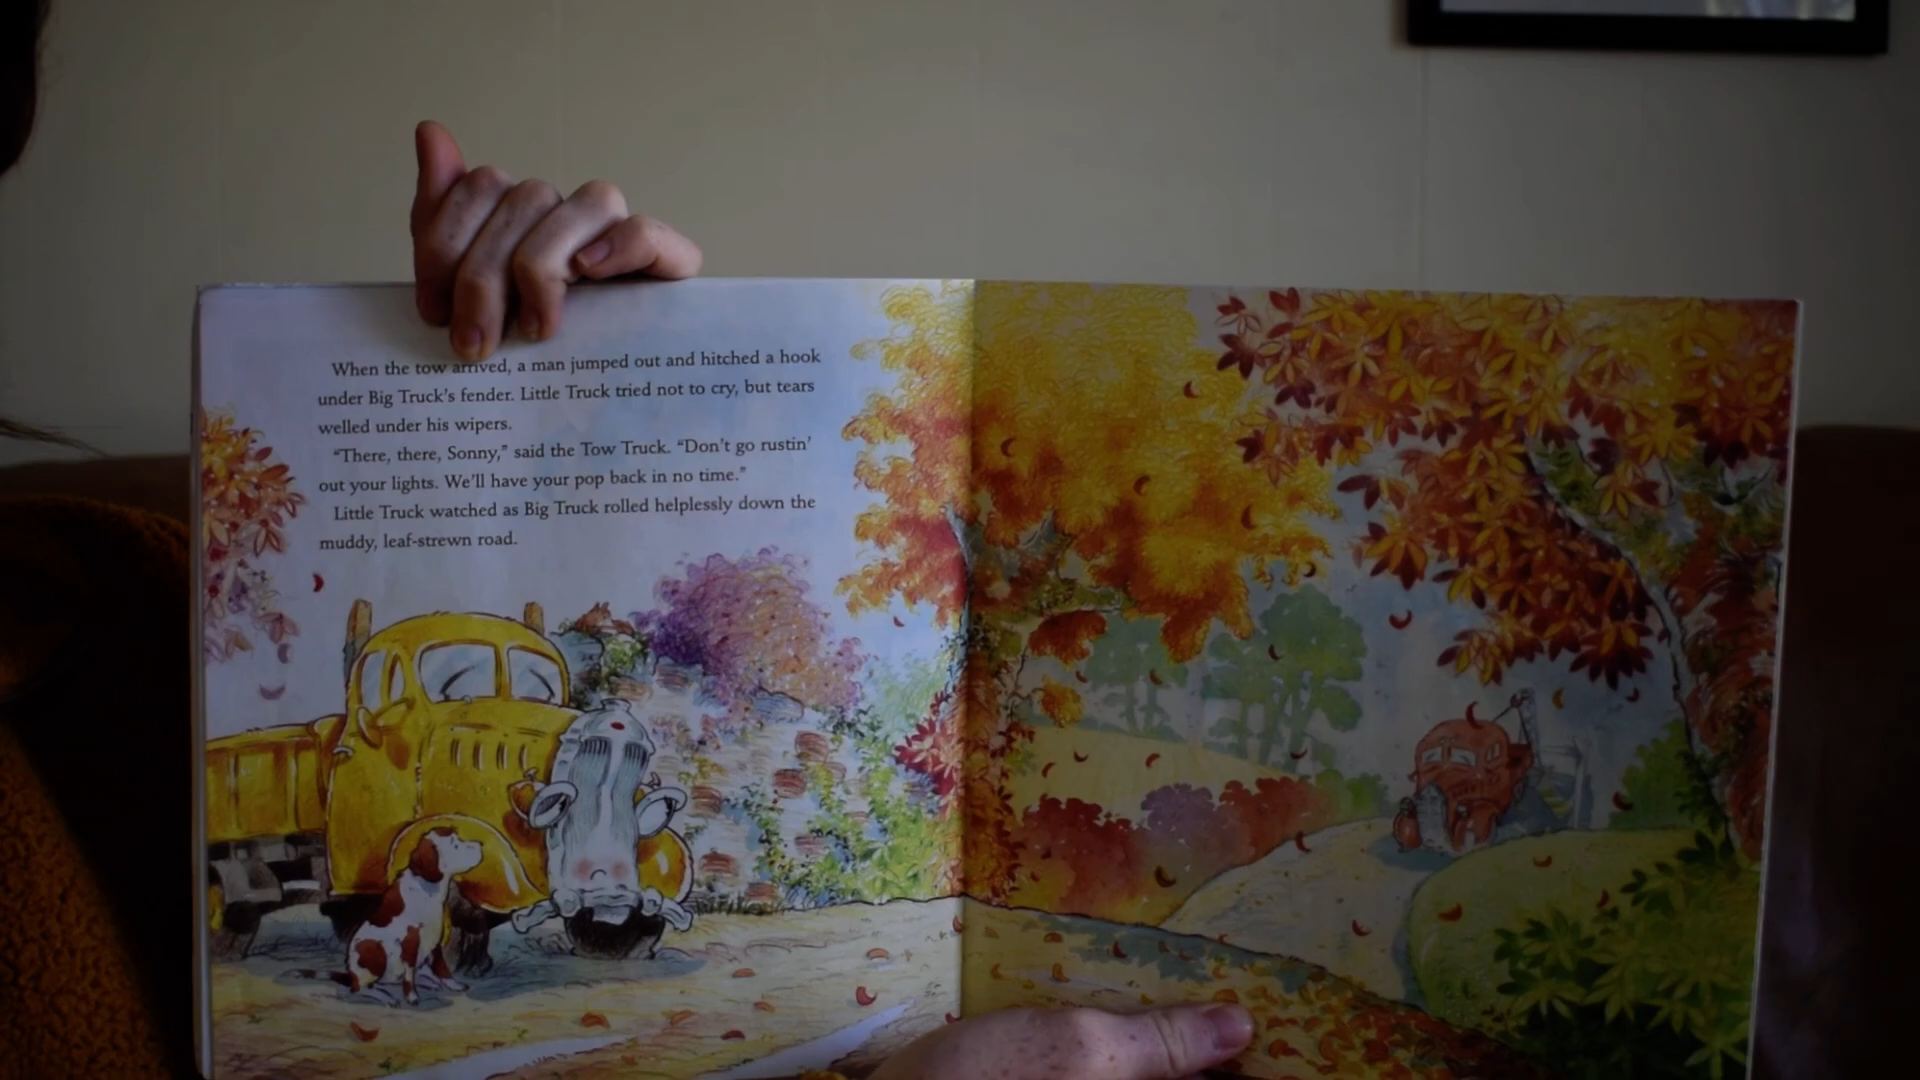 When the tow arrived, a man jumped out and hitched a hook
under Big Truck's fender. Little Truck tried not to cry, but tears
welled under his wipers.
“There, there, Sonny,” said the Tow Truck. “Don't go rustin'
out your lights. We'll have your pop back in no time.”
Little Truck watched as Big Truck rolled helplessly down the
muddy, leaf-strewn road.